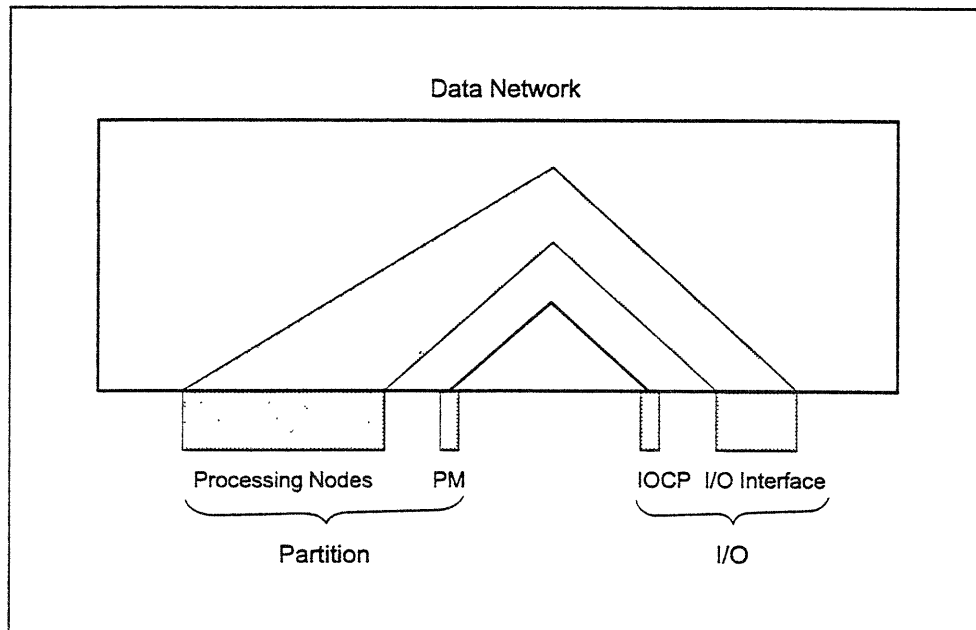 Data Network
Processing Nodes PM IOCP I/O Interface
Partition I/O